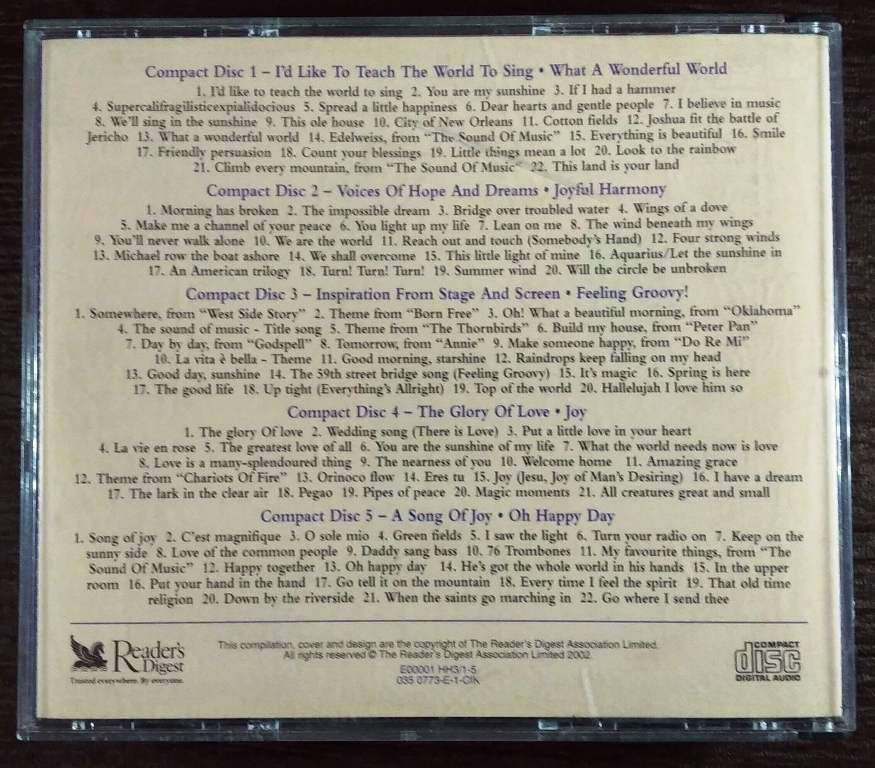 Compact Disc 1 – I'd Like To Teach The World To Sing • What A Wonderful World
1. I'd like to teach the world to sing 2. You are my sunshine 3. If I had a hammer
4. Supercalifragilisticexpialidocious 5. Spread a little happiness 6. Dear hearts and gentle people 7. I believe in music
8. We'll sing in the sunshine 9. This ole house 10. City of New Orleans 11. Cotton fields 12. Joshua fit the battle of
Jericho 13. What a wonderful world 14. Edelweiss, from "The Sound Of Music" 15. Everything is beautiful 16. Smile
17. Friendly persuasion 18. Count your blessings 19. Little things mean a lot 20. Look to the rainbow
21. Climb every mountain, from "The Sound Of Music" 22. This land is your land
Compact Disc 2 – Voices Of Hope And Dreams • Joyful Harmony
1. Morning has broken 2. The impossible dream 3. Bridge over troubled water 4. Wings of a dove
5. Make me a channel of your peace 6. You light up my life 7. Lean on me 8. The wind beneath my wings
9. You'll never walk alone 10. We are the world 11. Reach out and touch (Somebody's Hand) 12. Four strong winds
13. Michael row the boat ashore 14. We shall overcome 15. This little light of mine 16. Aquarius/Let the sunshine in
17. An American trilogy 18. Turn! Turn! Turn! 19. Summer wind 20. Will the circle be unbroken
Compact Disc 3 – Inspiration From Stage And Screen • Feeling Groovy!
1. Somewhere, from "West Side Story" 2. Theme from "Born Free" 3. Oh! What a beautiful morning, from "Oklahoma"
4. The sound of music - Title song 5. Theme from "The Thornbirds" 6. Build my house, from "Peter Pan"
7. Day by day, from "Godspell" 8. Tomorrow, from "Annie" 9. Make someone happy, from "Do Re Mi"
10. La vita è bella - Theme 11. Good morning, starshine 12. Raindrops keep falling on my head
13. Good day, sunshine 14. The 59th street bridge song (Feeling Groovy) 15. It's magic 16. Spring is here
17. The good life 18. Up tight (Everything's Allright) 19. Top of the world 20. Hallelujah I love him so
Compact Disc 4 – The Glory Of Love • Joy
1. The glory Of love 2. Wedding song (There is Love) 3. Put a little love in your heart
4. La vie en rose 5. The greatest love of all 6. You are the sunshine of my life 7. What the world needs now is love
8. Love is a many-splendoured thing 9. The nearness of you 10. Welcome home 11. Amazing grace
12. Theme from "Chariots Of Fire" 13. Orinoco flow 14. Eres tu 15. Joy (Jesu, Joy of Man's Desiring) 16. I have a dream
17. The lark in the clear air 18. Pegao 19. Pipes of peace 20. Magic moments 21. All creatures great and small
Compact Disc 5 – A Song Of Joy • Oh Happy Day
1. Song of joy 2. C'est magnifique 3. O sole mio 4. Green fields 5. I saw the light 6. Turn your radio on 7. Keep on the
sunny side 8. Love of the common people 9. Daddy sang bass 10. 76 Trombones 11. My favourite things, from "The
Sound Of Music" 12. Happy together 13. Oh happy day 14. He's got the whole world in his hands 15. In the upper
room 16. Put your hand in the hand 17. Go tell it on the mountain 18. Every time I feel the spirit 19. That old time
religion 20. Down by the riverside 21. When the saints go marching in 22. Go where I send thee
Reader's
Digest
Trusted everywhere. By everyone.
This compilation, cover and design are the copyright of The Reader's Digest Association Limited.
All rights reserved © The Reader's Digest Association Limited 2002.
E00001 HH3/1-5
035 0773-E-1-CIK
COMPACT
disc
DIGITAL AUDIO